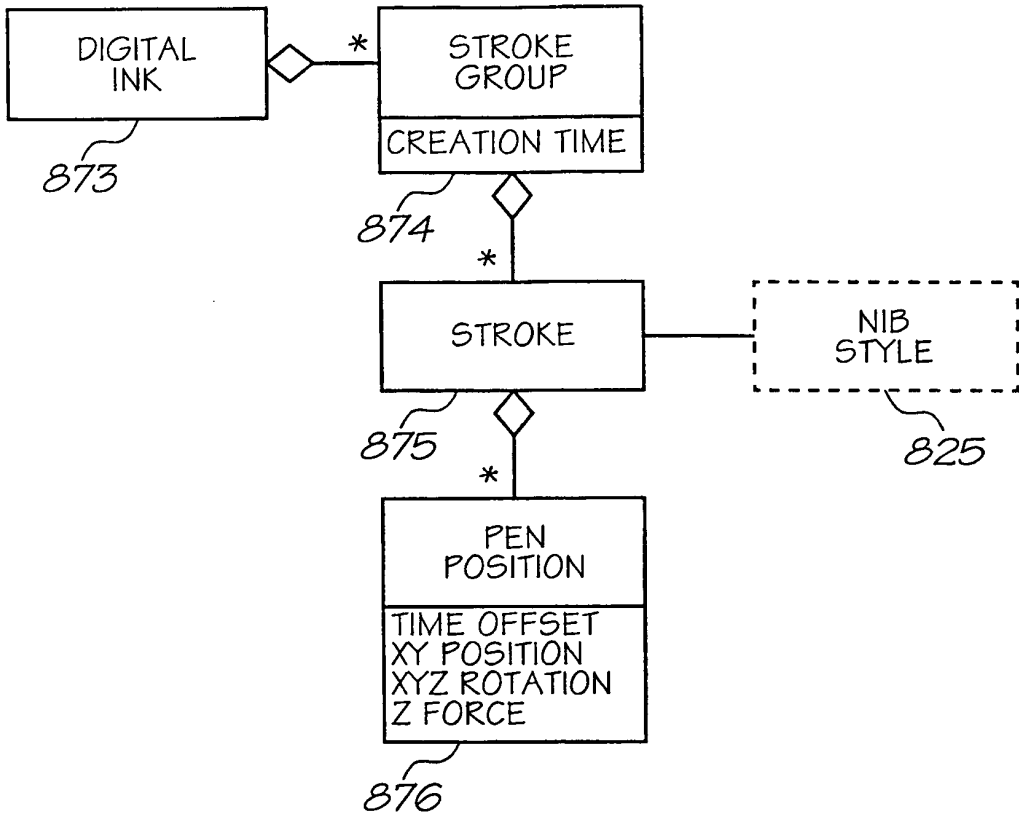 DIGITAL
INK
*
STROKE
GROUP
CREATION TIME
873
874
*
STROKE
NIB
STYLE
875
825
*
PEN
POSITION
TIME OFFSET
XY POSITION
XYZ ROTATION
Z FORCE
876